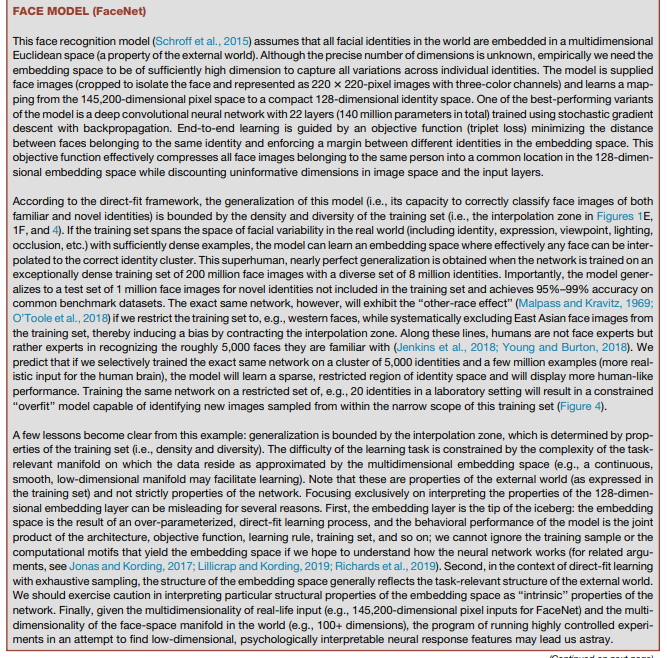 FACE MODEL (FaceNet)
This face recognition model (Schroff et al., 2015) assumes that all facial identities in the world are embedded in a multidimensional
Euclidean space (a property of the external world). Although the precise number of dimensions is unknown, empirically we need the
embedding space to be of sufficiently high dimension to capture all variations across individual identities. The model is supplied
face images (cropped to isolate the face and represented as 220 × 220-pixel images with three-color channels) and learns a map-
ping from the 145,200-dimensional pixel space to a compact 128-dimensional identity space. One of the best-performing variants
of the model is a deep convolutional neural network with 22 layers (140 million parameters in total) trained using stochastic gradient
descent with backpropagation. End-to-end learning is guided by an objective function (triplet loss) minimizing the distance
between faces belonging to the same identity and enforcing a margin between different identities in the embedding space. This
objective function effectively compresses all face images belonging to the same person into a common location in the 128-dimen-
sional embedding space while discounting uninformative dimensions in image space and the input layers.
According to the direct-fit framework, the generalization of this model (i.e., its capacity to correctly classify face images of both
familiar and novel identities) is bounded by the density and diversity of the training set (i.e., the interpolation zone in Figures 1E,
1F, and 4). If the training set spans the space of facial variability in the real world (including identity, expression, viewpoint, lighting,
occlusion, etc.) with sufficiently dense examples, the model can learn an embedding space where effectively any face can be inter-
polated to the correct identity cluster. This superhuman, nearly perfect generalization is obtained when the network is trained on an
exceptionally dense training set of 200 million face images with a diverse set of 8 million identities. Importantly, the model gener-
alizes to a test set of 1 million face images for novel identities not included in the training set and achieves 95%–99% accuracy on
common benchmark datasets. The exact same network, however, will exhibit the “other-race effect” (Malpass and Kravitz, 1969;
O’Toole et al., 2018) if we restrict the training set to, e.g., western faces, while systematically excluding East Asian face images from
the training set, thereby inducing a bias by contracting the interpolation zone. Along these lines, humans are not face experts but
rather experts in recognizing the roughly 5,000 faces they are familiar with (Jenkins et al., 2018; Young and Burton, 2018). We
predict that if we selectively trained the exact same network on a cluster of 5,000 identities and a few million examples (more real-
istic input for the human brain), the model will learn a sparse, restricted region of identity space and will display more human-like
performance. Training the same network on a restricted set of, e.g., 20 identities in a laboratory setting will result in a constrained
“overfit” model capable of identifying new images sampled from within the narrow scope of this training set (Figure 4).
A few lessons become clear from this example: generalization is bounded by the interpolation zone, which is determined by prop-
erties of the training set (i.e., density and diversity). The difficulty of the learning task is constrained by the complexity of the task-
relevant manifold on which the data reside as approximated by the multidimensional embedding space (e.g., a continuous,
smooth, low-dimensional manifold may facilitate learning). Note that these are properties of the external world (as expressed in
the training set) and not strictly properties of the network. Focusing exclusively on interpreting the properties of the 128-dimen-
sional embedding layer can be misleading for several reasons. First, the embedding layer is the tip of the iceberg: the embedding
space is the result of an over-parameterized, direct-fit learning process, and the behavioral performance of the model is the joint
product of the architecture, objective function, learning rule, training set, and so on; we cannot ignore the training sample or the
computational motifs that yield the embedding space if we hope to understand how the neural network works (for related argu-
ments, see Jonas and Kording, 2017; Lillicrap and Kording, 2019; Richards et al., 2019). Second, in the context of direct-fit learning
with exhaustive sampling, the structure of the embedding space generally reflects the task-relevant structure of the external world.
We should exercise caution in interpreting particular structural properties of the embedding space as “intrinsic” properties of the
network. Finally, given the multidimensionality of real-life input (e.g., 145,200-dimensional pixel inputs for FaceNet) and the multi-
dimensionality of the face-space manifold in the world (e.g., 100+ dimensions), the program of running highly controlled experi-
ments in an attempt to find low-dimensional, psychologically interpretable neural response features may lead us astray.